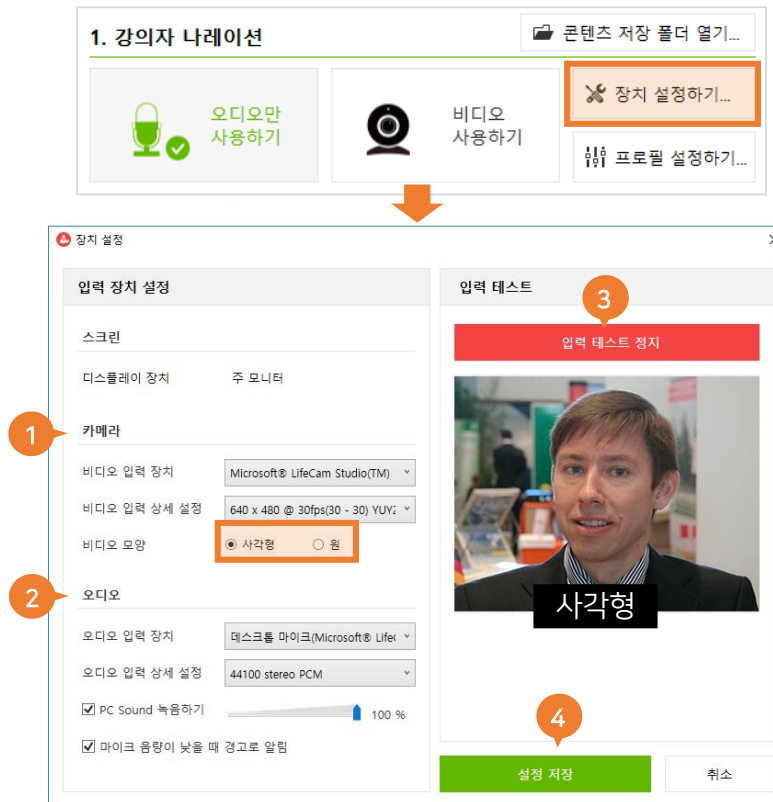 1. 강의자 나레이션
콘텐츠 저장 폴더 열기...
오디오만
사용하기
비디오
사용하기
장치 설정하기...
프로필 설정하기...
장치 설정
입력 장치 설정
스크린
디스플레이 장치 주 모니터
1
카메라
비디오 입력 장치 Microsoft® LifeCam Studio(TM)
비디오 입력 상세 설정 640 x 480 @ 30fps(30 - 30) YUY2
비디오 모양 사각형 원
2
오디오
오디오 입력 장치 데스크톱 마이크(Microsoft® Life
오디오 입력 상세 설정 44100 stereo PCM
PC Sound 녹음하기 100 %
마이크 음량이 낮을 때 경고로 알림
입력 테스트
3
입력 테스트 정지
사각형
4
설정 저장
취소